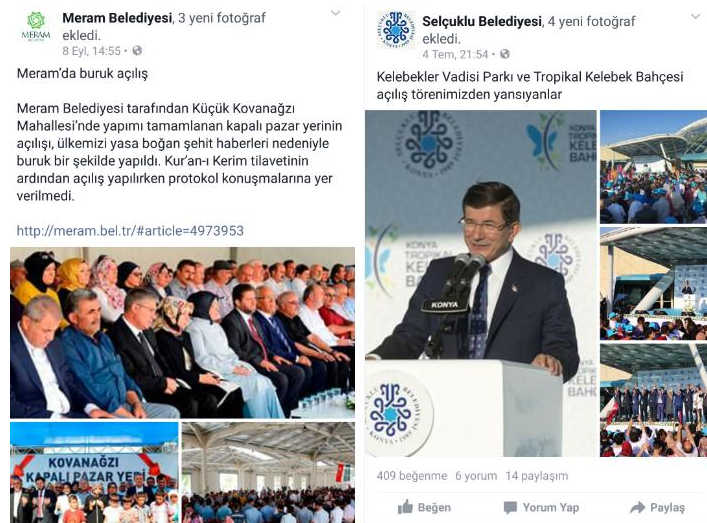 Meram Belediyesi, 3 yeni fotoğraf
ekledi.
8 Eyl, 14:55 •
MERAM
Meram'da buruk açılış
Meram Belediyesi tarafından Küçük Kovanağzı
Mahallesi'nde yapımı tamamlanan kapalı pazar yerinin
açılışı, ülkemizi yasa boğan şehit haberleri nedeniyle
buruk bir şekilde yapıldı. Kur'an-ı Kerim tilavetinin
ardından açılış yapılırken protokol konuşmalarına yer
verilmedi.
http://meram.bel.tr/#article=4973953
KOVANAĞZI
KAPALI PAZAR YERİ
Selçuklu Belediyesi, 4 yeni fotoğraf
ekledi.
4 Tem, 21:54 •
Kelebekler Vadisi Parkı ve Tropikal Kelebek Bahçesi
açılış törenimizden yansıyanlar
KONYA
TROPİKAL
KELE
BAHÇ
KONYA
409 beğenme 6 yorum 14 paylaşım
Beğen
Yorum Yap
Paylaş